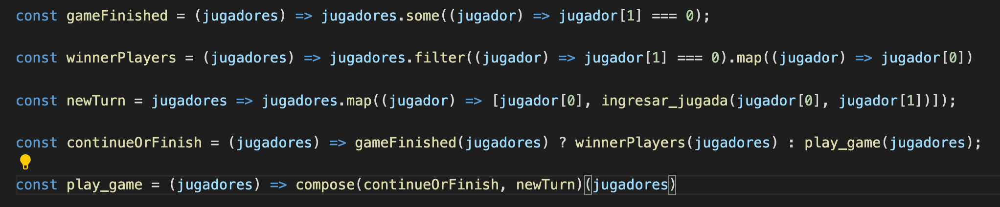 const gameFinished = (jugadores) => jugadores.some((jugador) => jugador[1] === 0);
const winnerPlayers = (jugadores) => jugadores.filter((jugador) => jugador[1] === 0).map((jugador) => jugador[0])
const newTurn = jugadores => jugadores.map((jugador) => [jugador[0], ingresar_jugada(jugador[0], jugador[1])]);
const continueOrFinish = (jugadores) => gameFinished(jugadores) ? winnerPlayers(jugadores) : play_game(jugadores);
const play_game = (jugadores) => compose(continueOrFinish, newTurn)(jugadores)